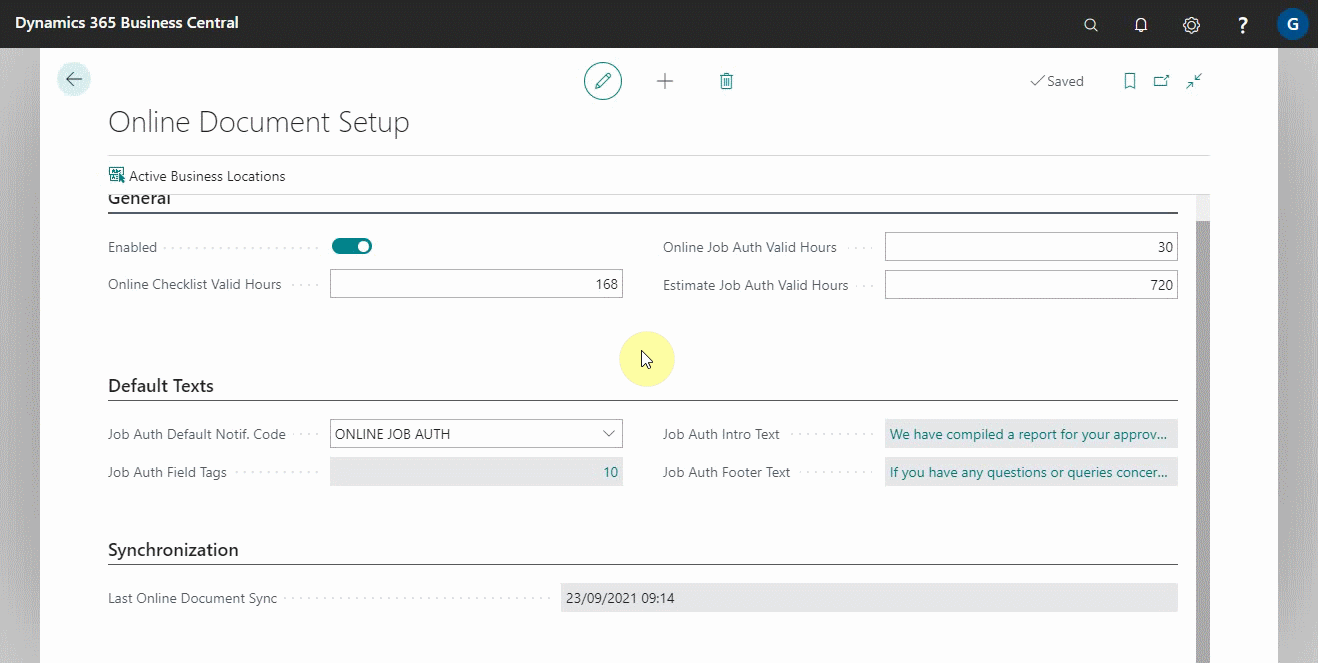 Dynamics 365 Business Central
?
G
Saved
Online Document Setup
Active Business Locations
General
Enabled
Online Job Auth Valid Hours 30
Online Checklist Valid Hours 168
Estimate Job Auth Valid Hours 720
Default Texts
Job Auth Default Notif. Code ONLINE JOB AUTH
Job Auth Intro Text We have compiled a report for your approv...
Job Auth Field Tags 10
Job Auth Footer Text If you have any questions or queries concer...
Synchronization
Last Online Document Sync 23/09/2021 09:14